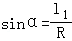 sinα = l₁/R